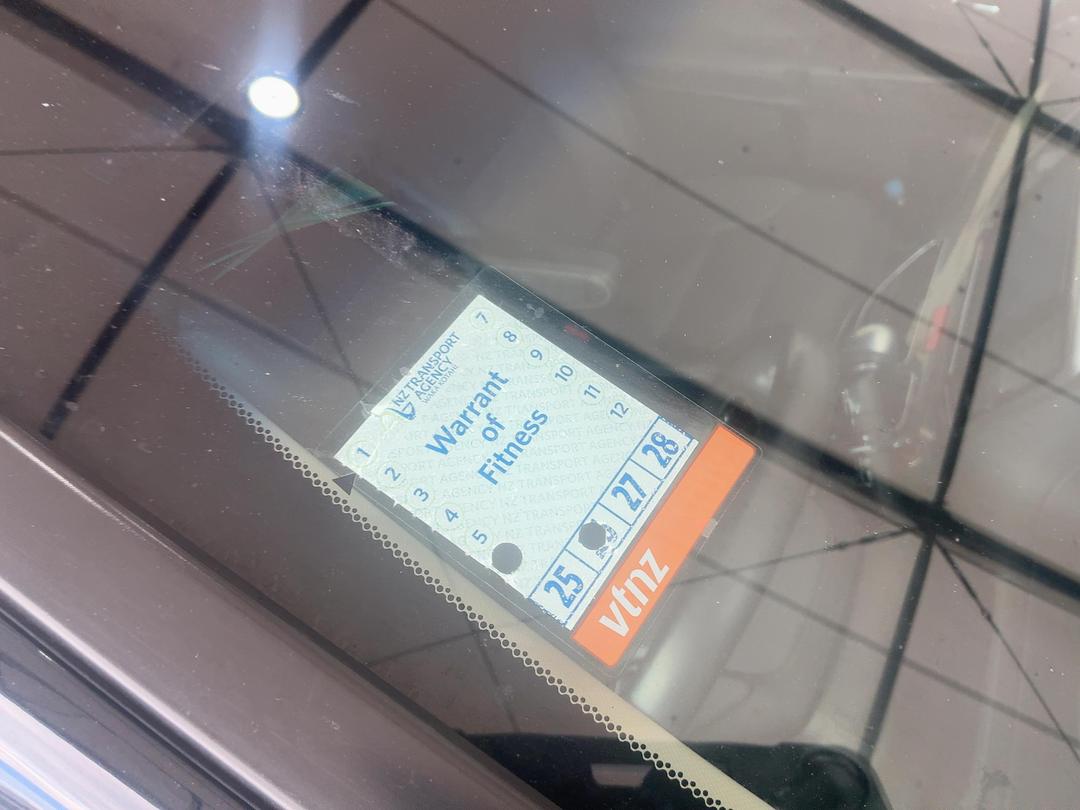 NZ TRANSPORT
AGENCY
WAKA KOTAHI
Warrant
of
Fitness
1
2
3
4
5
7
8
9
10
11
12
25 27 28
vtnz